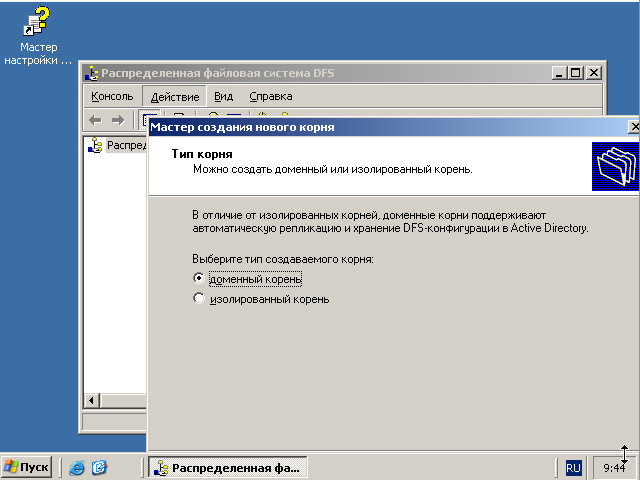 Мастер
настройки ...
Распределенная файловая система DFS
Консоль Действие Вид Справка
Распред
Мастер создания нового корня
Тип корня
Можно создать доменный или изолированный корень.
В отличие от изолированных корней, доменные корни поддерживают
автоматическую репликацию и хранение DFS-конфигурации в Active Directory.
Выберите тип создаваемого корня:
доменный корень
изолированный корень
Пуск
Распределенная фа...
RU
9:44